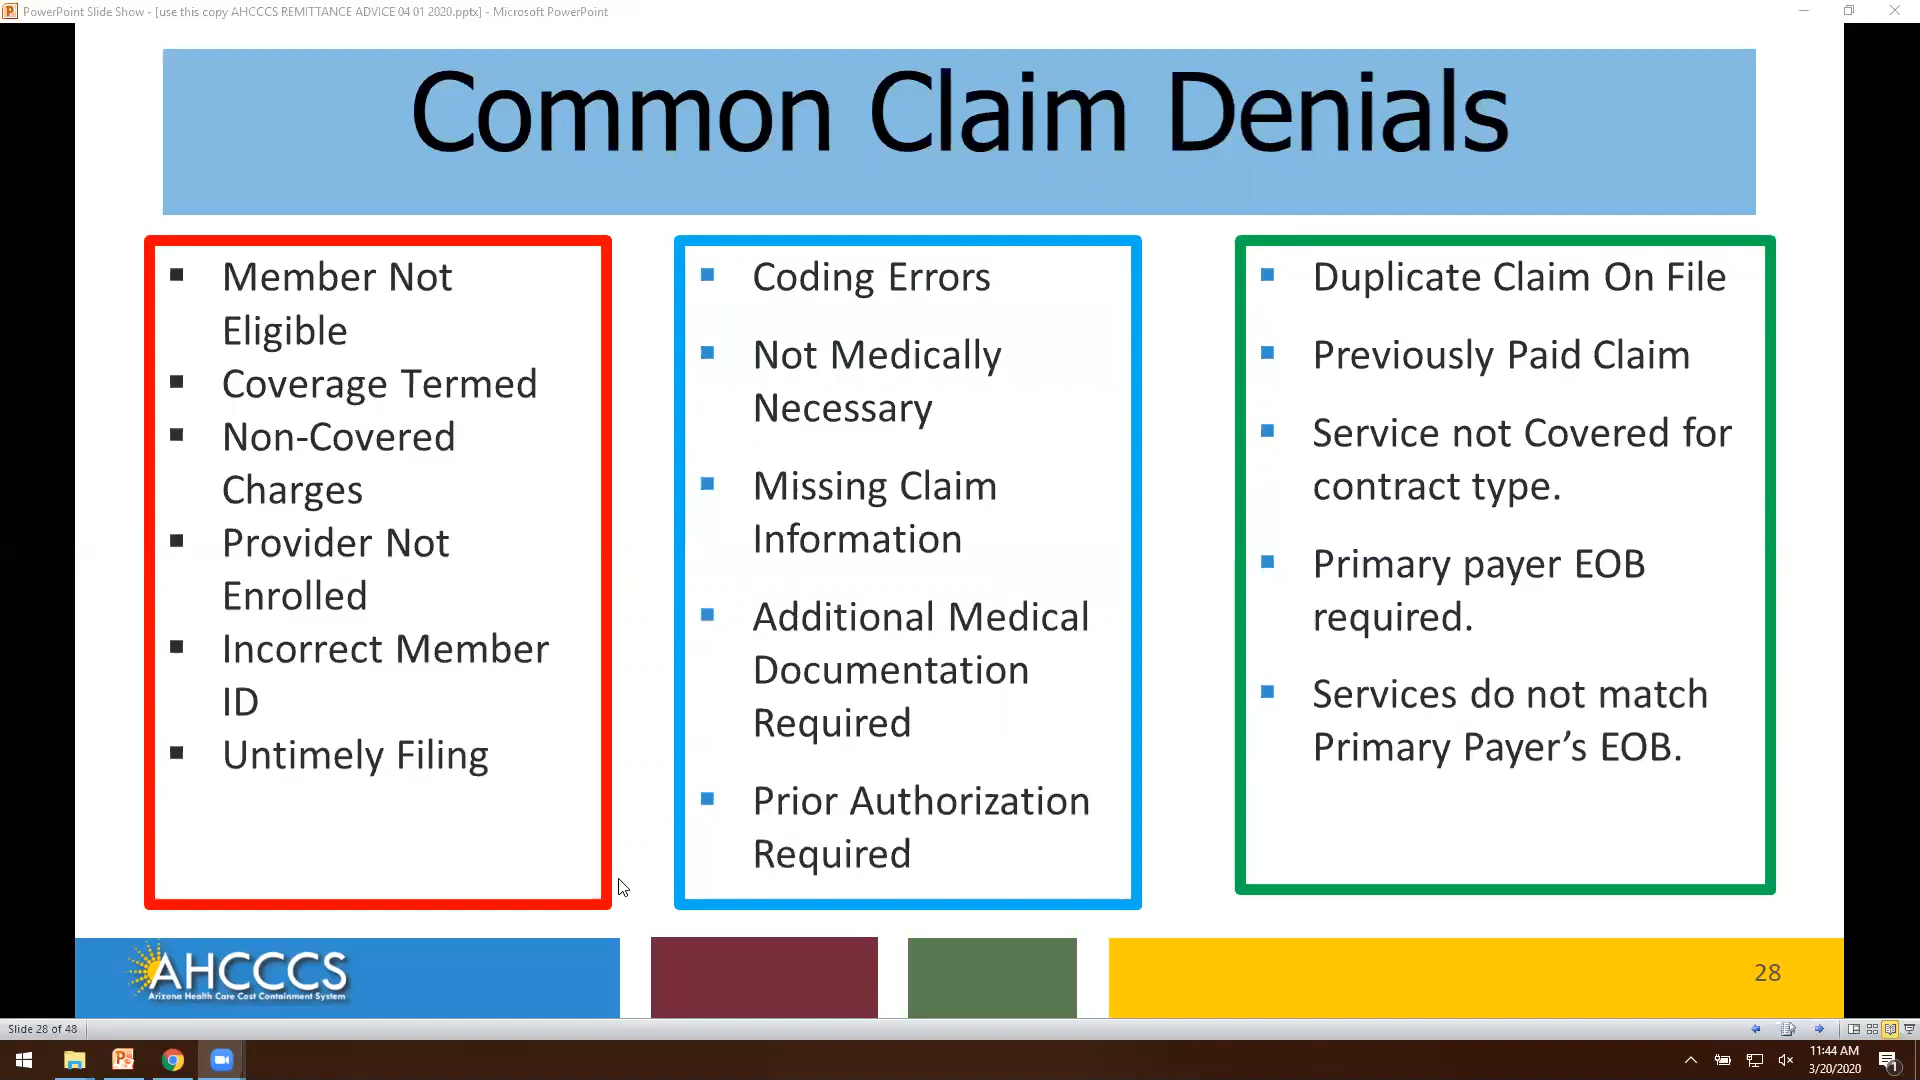 PowerPoint Slide Show - [use this copy AHCCCS REMITTANCE ADVICE 04 01 2020.pptx] - Microsoft PowerPoint
Common Claim Denials
▪ Member Not
Eligible
▪ Coverage Termed
▪ Non-Covered
Charges
▪ Provider Not
Enrolled
▪ Incorrect Member
ID
▪ Untimely Filing
▪ Coding Errors
▪ Not Medically
Necessary
▪ Missing Claim
Information
▪ Additional Medical
Documentation
Required
▪ Prior Authorization
Required
▪ Duplicate Claim On File
▪ Previously Paid Claim
▪ Service not Covered for
contract type.
▪ Primary payer EOB
required.
▪ Services do not match
Primary Payer’s EOB.
AHCCCS
Arizona Health Care Cost Containment System
28
Slide 28 of 48
11:44 AM
3/20/2020
1